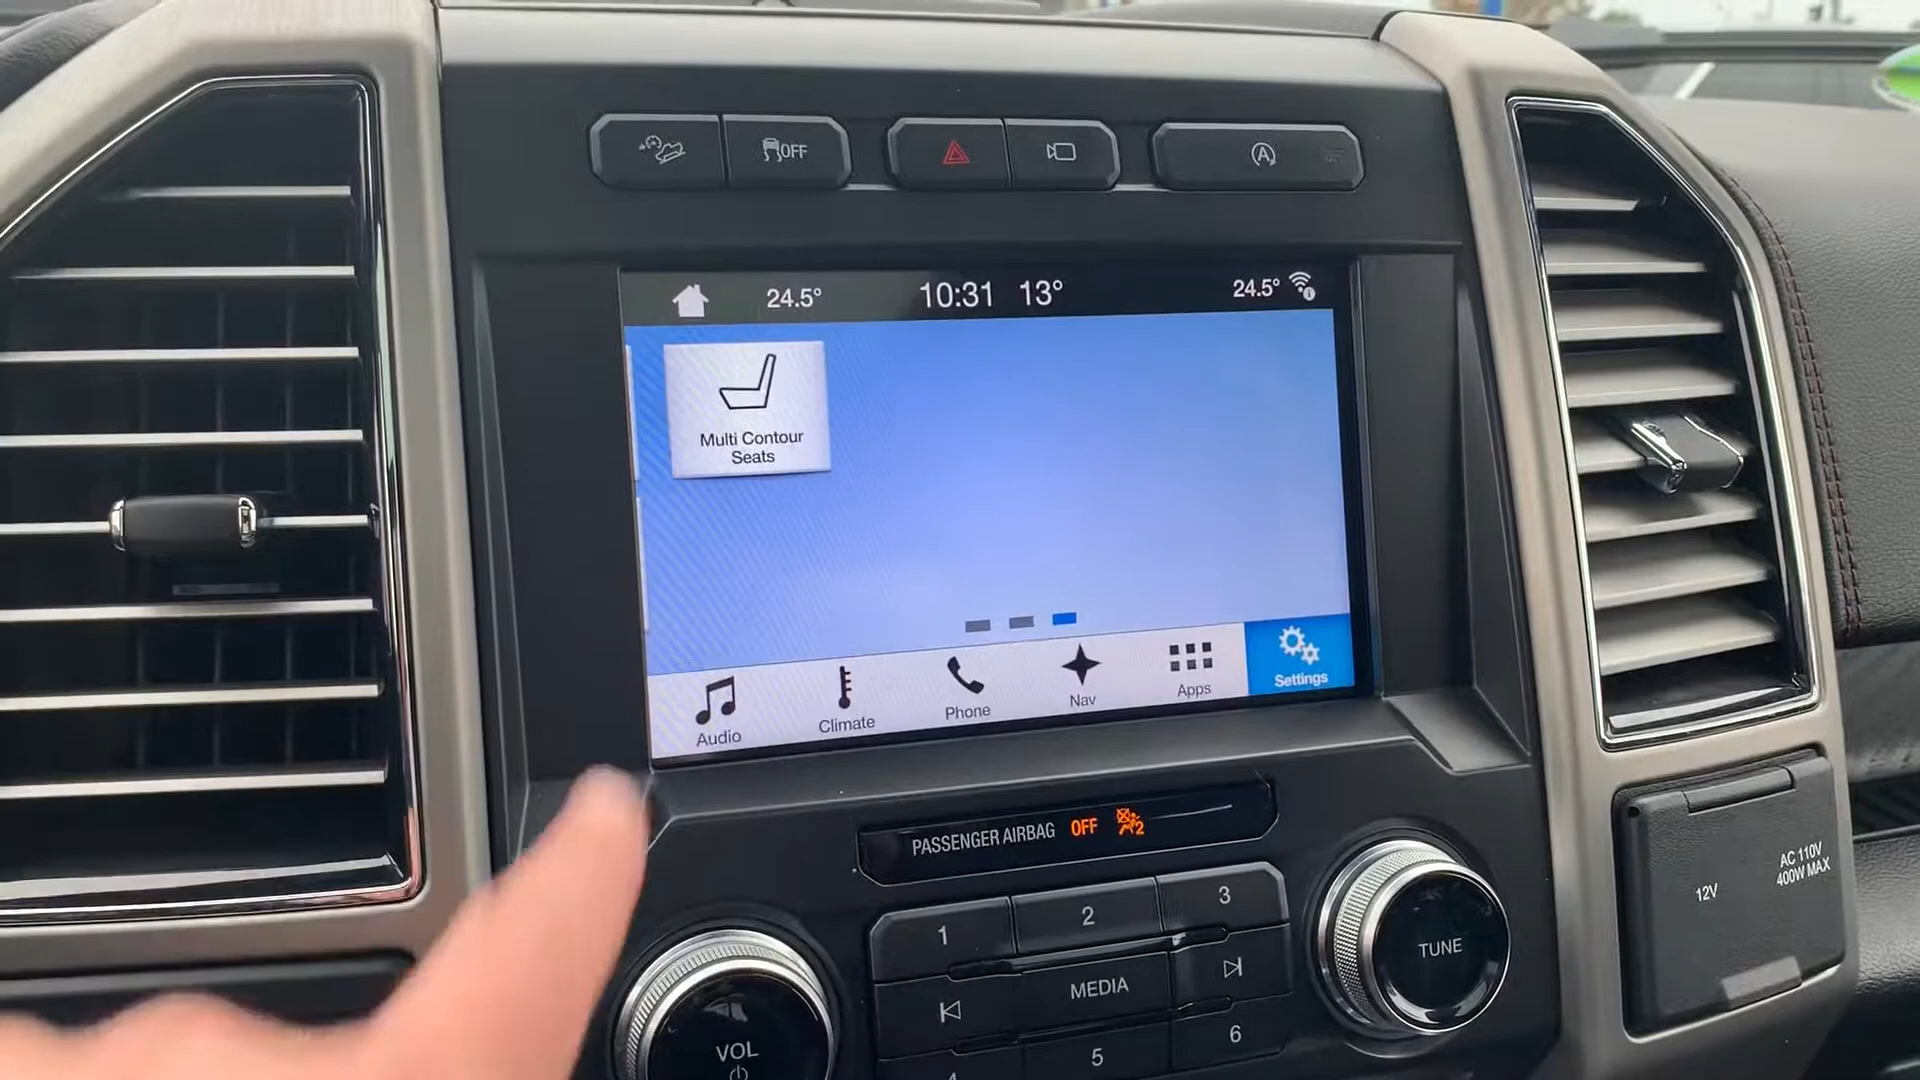 OFF
24.5°
10:31
13°
24.5°
Multi Contour
Seats
Audio
Climate
Phone
Nav
Apps
Settings
PASSENGER AIRBAG OFF
2
1
2
3
MEDIA
VOL
5
6
TUNE
12V
AC 110V
400W MAX